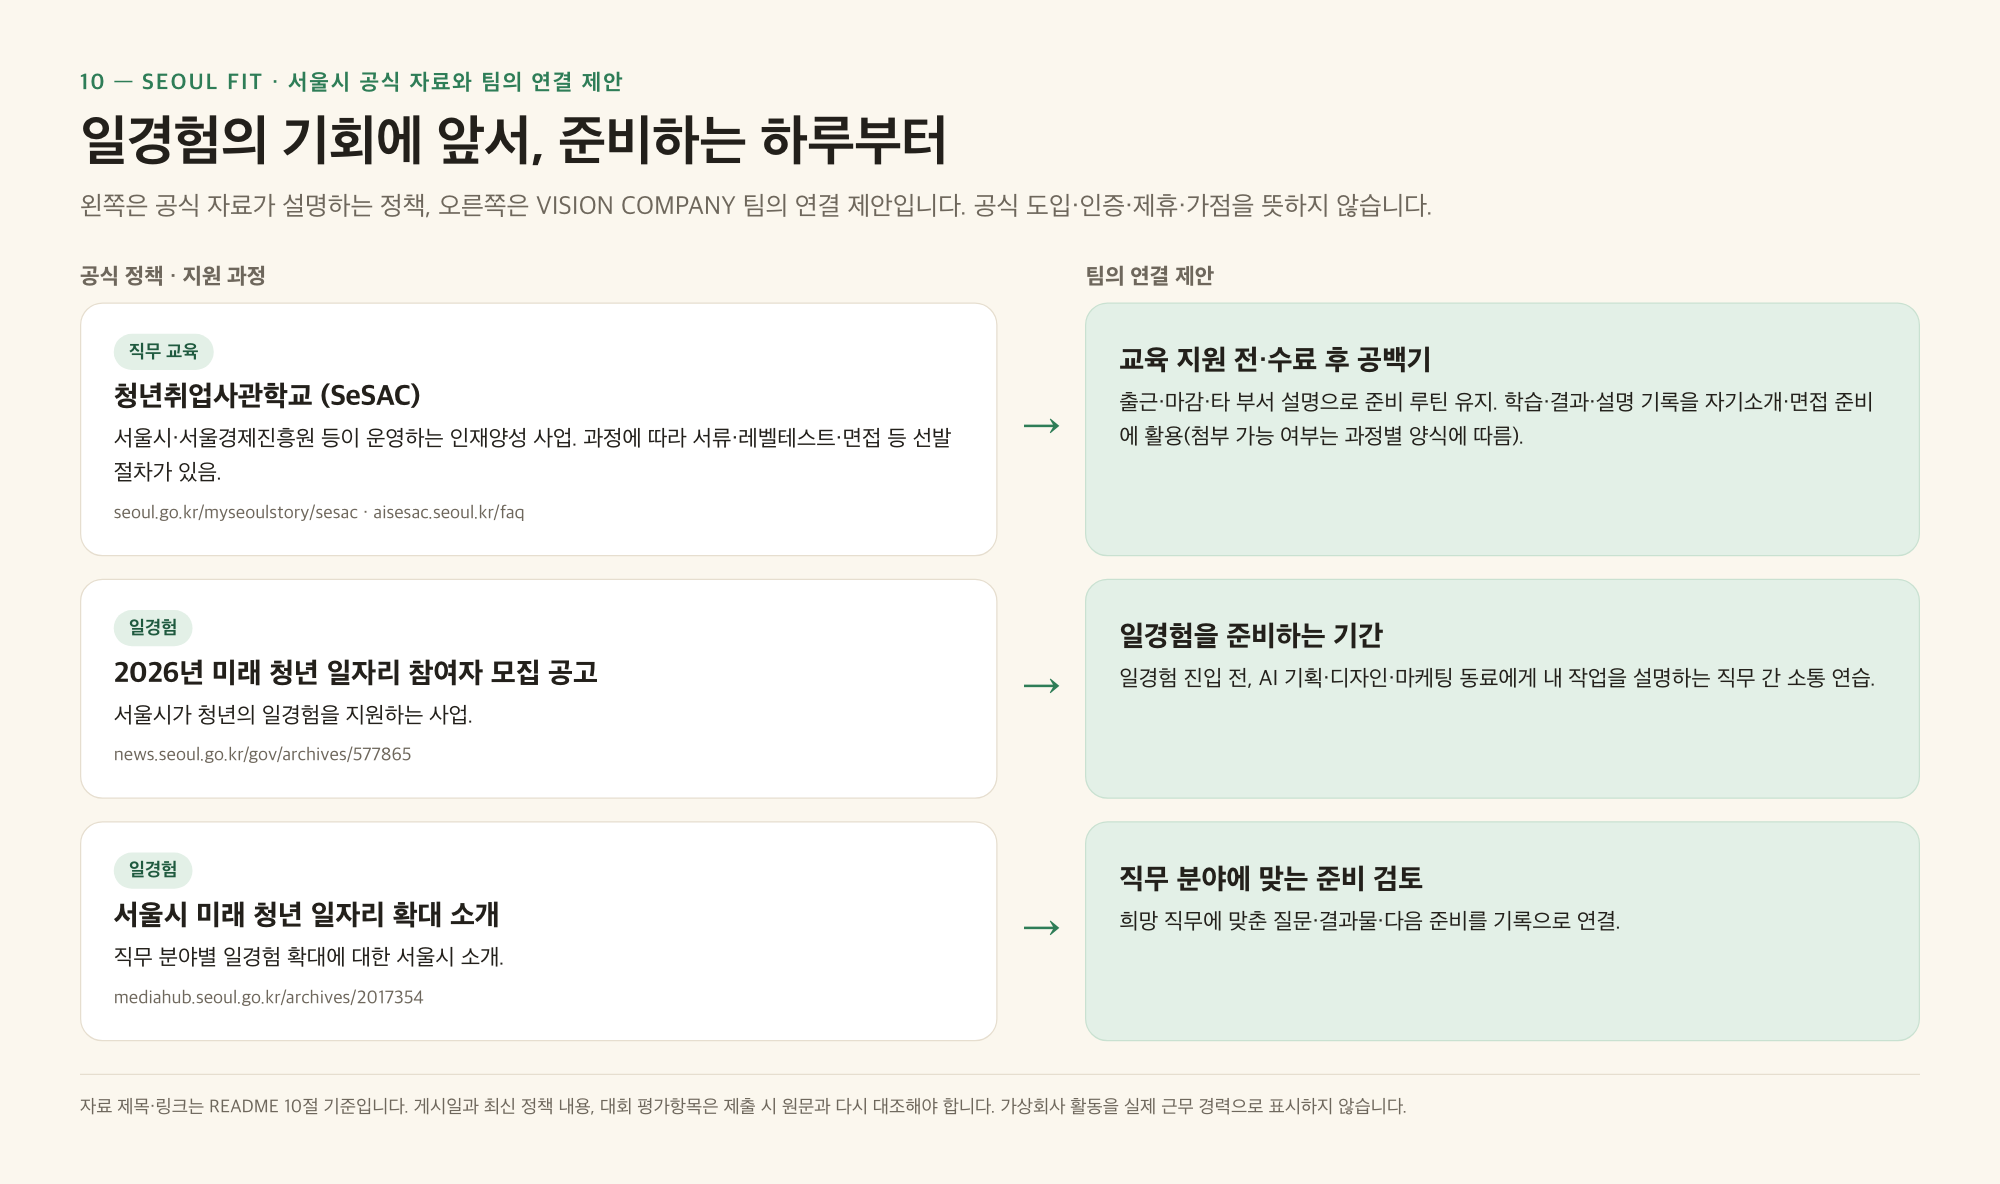 10 — SEOUL FIT · 서울시 공식 자료와 팀의 연결 제안
일경험의 기회에 앞서, 준비하는 하루부터
왼쪽은 공식 자료가 설명하는 정책, 오른쪽은 VISION COMPANY 팀의 연결 제안입니다. 공식 도입·인증·제휴·가점을 뜻하지 않습니다.
공식 정책 · 지원 과정
직무 교육
청년취업사관학교 (SeSAC)
서울시·서울경제진흥원 등이 운영하는 인재양성 사업. 과정에 따라 서류·레벨테스트·면접 등 선발
절차가 있음.
seoul.go.kr/myseoulstory/sesac · aisesac.seoul.kr/faq
→
팀의 연결 제안
교육 지원 전·수료 후 공백기
출근·마감·타 부서 설명으로 준비 루틴 유지. 학습·결과·설명 기록을 자기소개·면접 준비
에 활용(첨부 가능 여부는 과정별 양식에 따름).
일경험
2026년 미래 청년 일자리 참여자 모집 공고
서울시가 청년의 일경험을 지원하는 사업.
news.seoul.go.kr/gov/archives/577865
→
일경험을 준비하는 기간
일경험 진입 전, AI 기획·디자인·마케팅 동료에게 내 작업을 설명하는 직무 간 소통 연습.
일경험
서울시 미래 청년 일자리 확대 소개
직무 분야별 일경험 확대에 대한 서울시 소개.
mediahub.seoul.go.kr/archives/2017354
→
직무 분야에 맞는 준비 검토
희망 직무에 맞춘 질문·결과물·다음 준비를 기록으로 연결.
자료 제목·링크는 README 10절 기준입니다. 게시일과 최신 정책 내용, 대회 평가항목은 제출 시 원문과 다시 대조해야 합니다. 가상회사 활동을 실제 근무 경력으로 표시하지 않습니다.